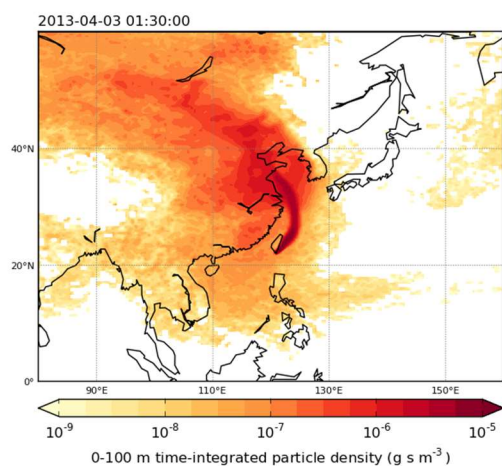 2013-04-03 01:30:00
40°N
20°N
0°
90°E 110°E 130°E 150°E
10⁻⁹ 10⁻⁸ 10⁻⁷ 10⁻⁶ 10⁻⁵
0-100 m time-integrated particle density (g s m⁻³)